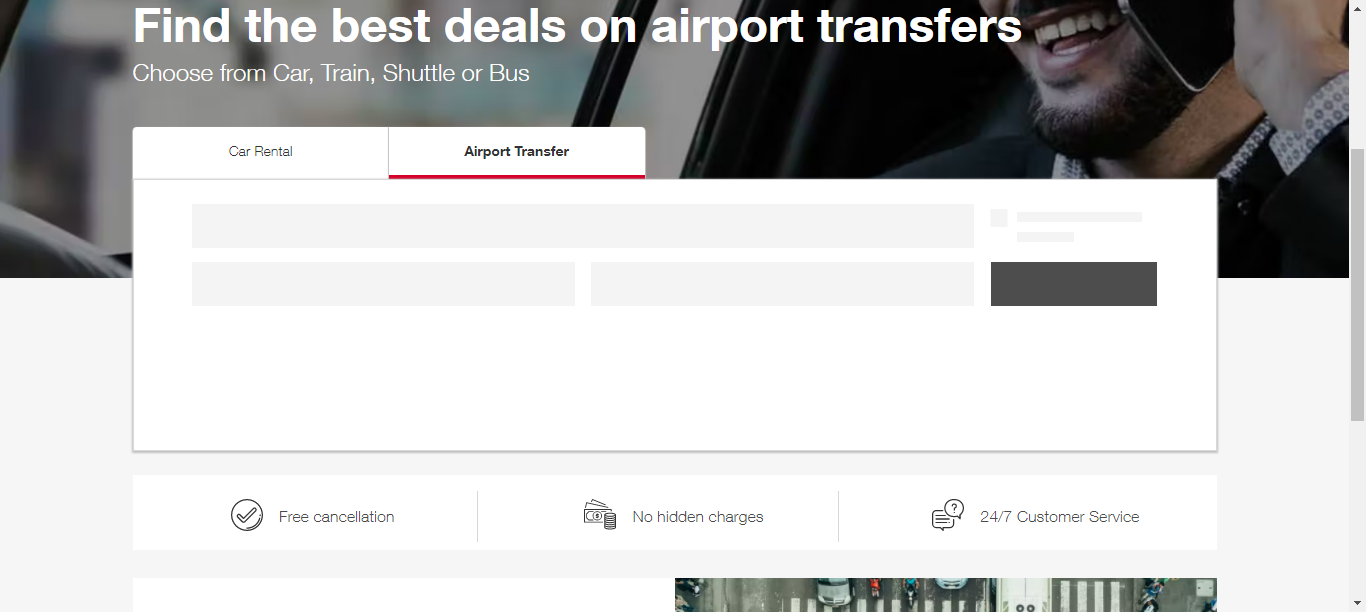 Find the best deals on airport transfers
Choose from Car, Train, Shuttle or Bus
Car Rental
Airport Transfer
Free cancellation
No hidden charges
24/7 Customer Service